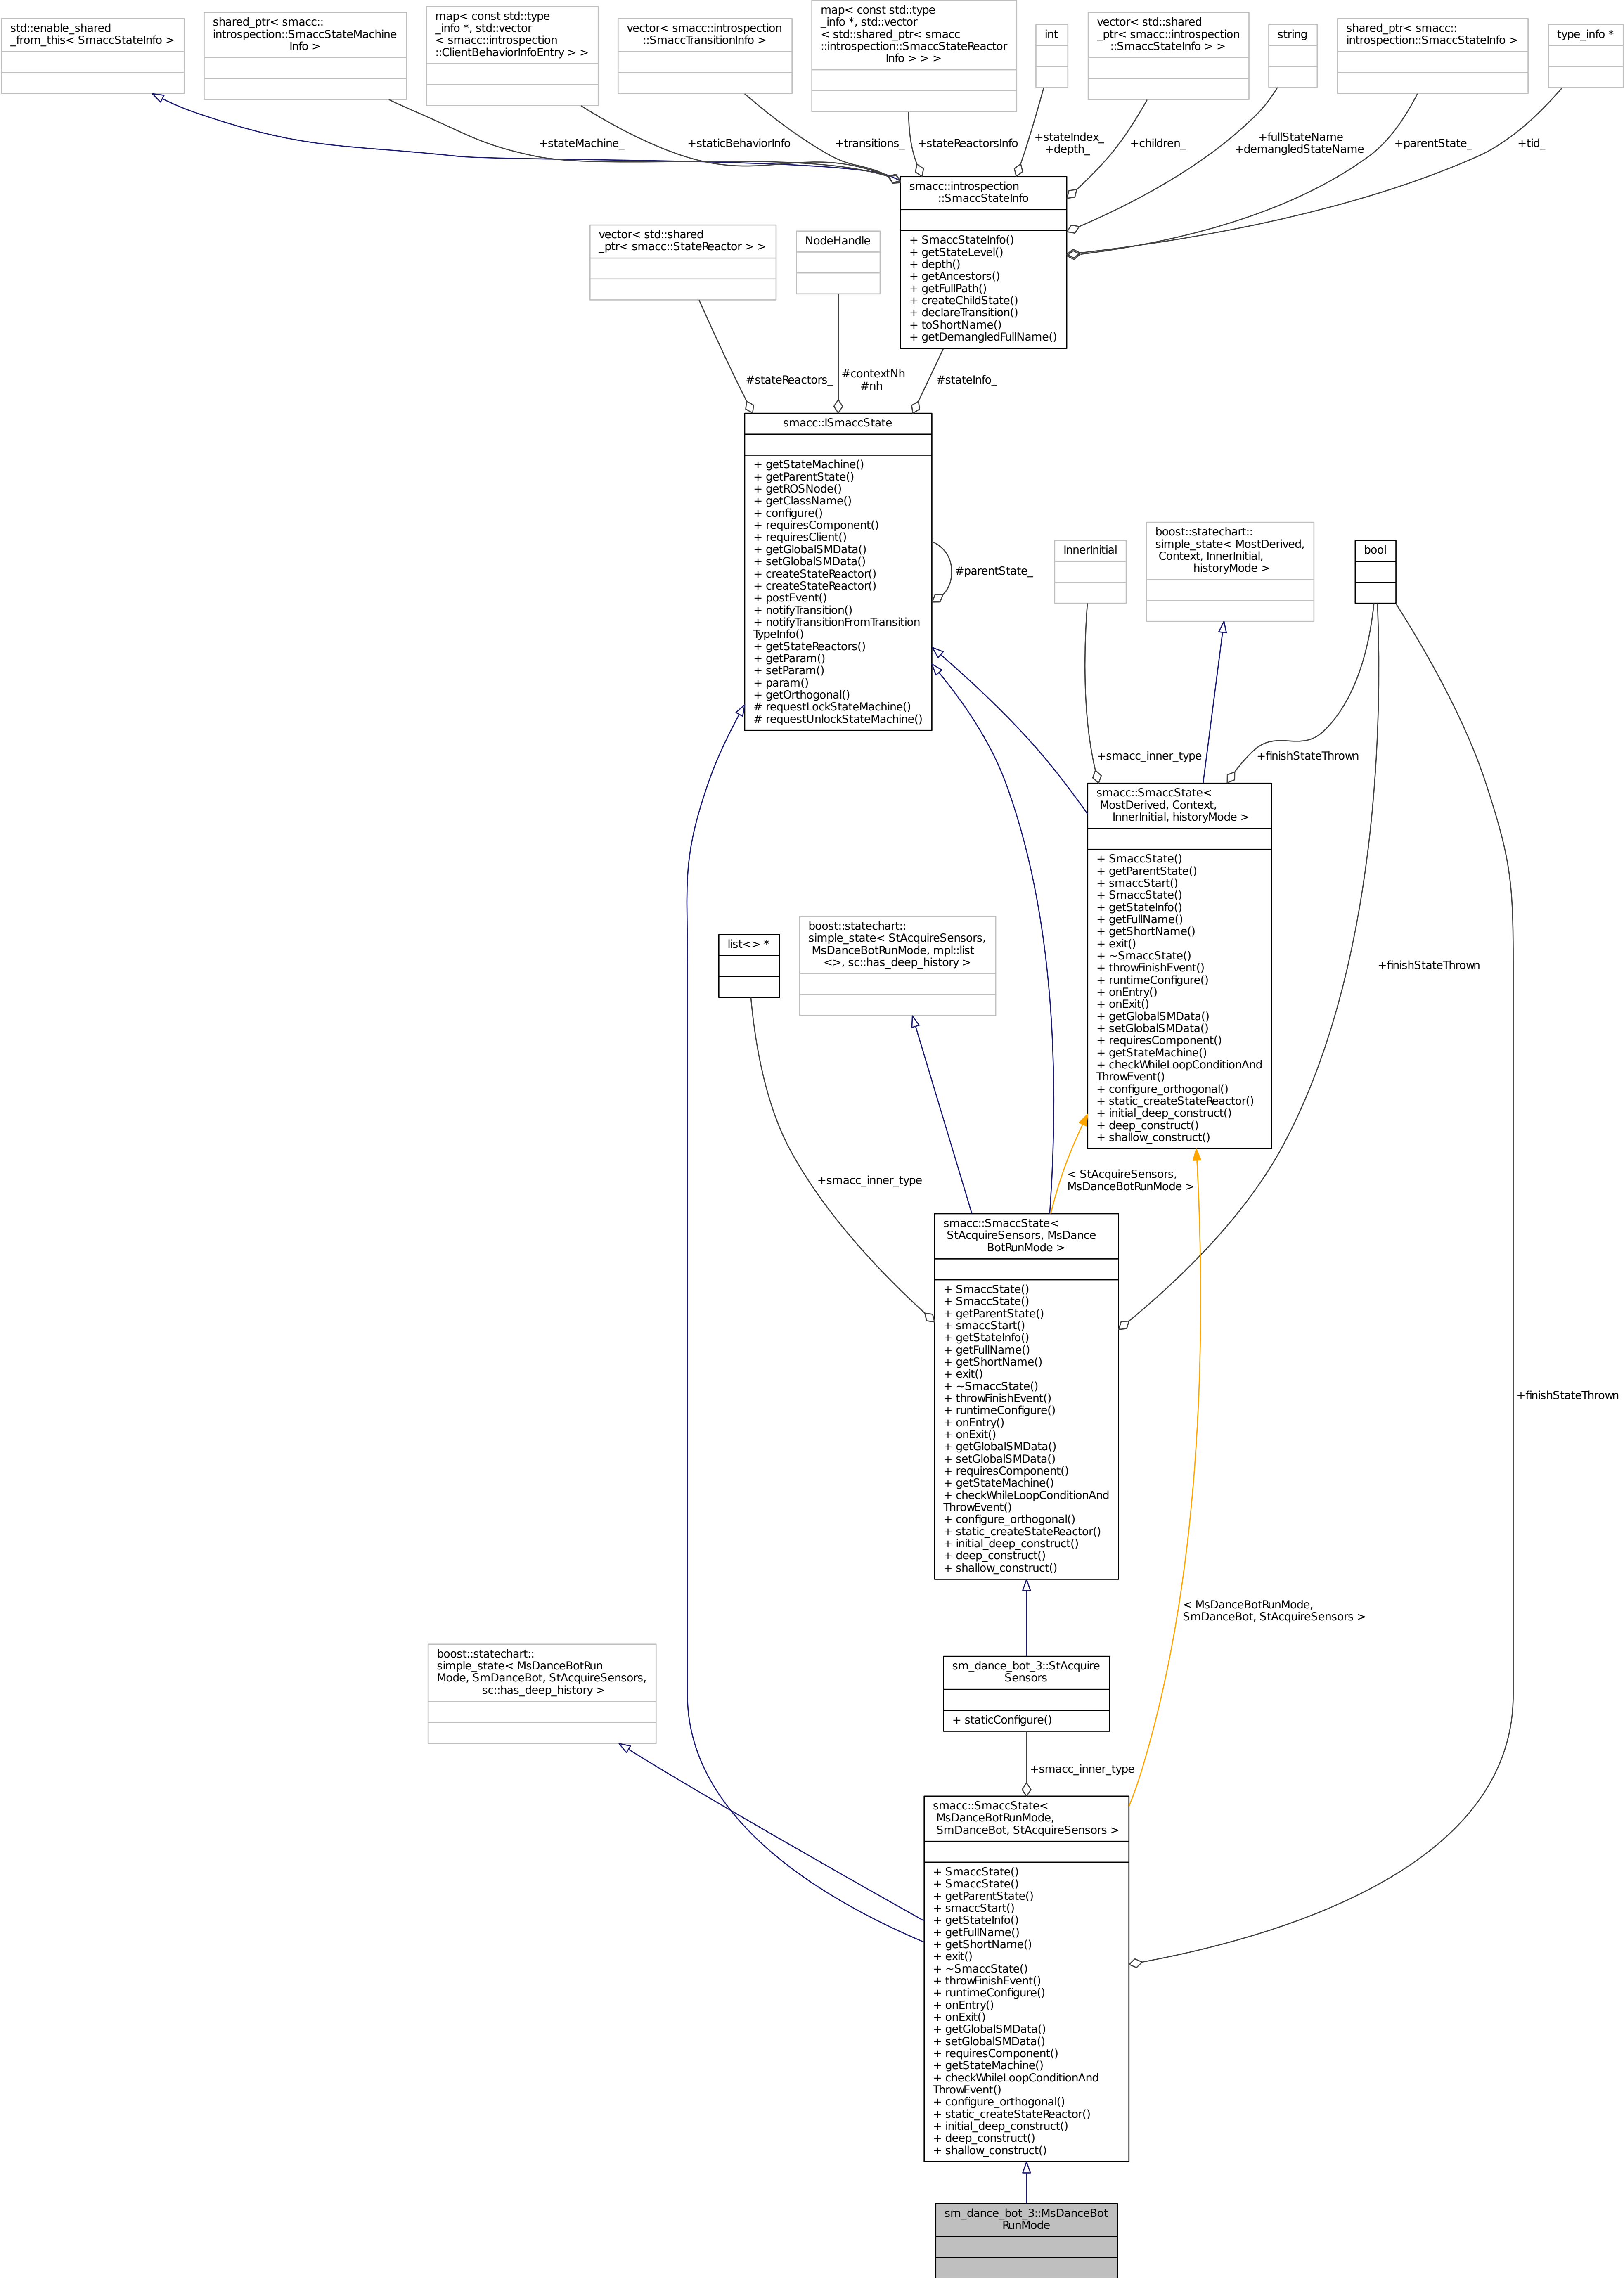 std::enable_shared
_from_this< SmaccStateInfo >
shared_ptr< smacc::
introspection::SmaccStateMachine
Info >
map< const std::type
_info *, std::vector
< smacc::introspection
::ClientBehaviorInfoEntry > >
vector< smacc::introspection
::SmaccTransitionInfo >
map< const std::type
_info *, std::vector
< std::shared_ptr< smacc
::introspection::SmaccStateReactor
Info > > >
int
vector< std::shared
_ptr< smacc::introspection
::SmaccStateInfo > >
string
shared_ptr< smacc::
introspection::SmaccStateInfo >
type_info *
+stateMachine_
+staticBehaviorInfo
+transitions_
+stateReactorsInfo
+stateIndex_
+depth_
+children_
+fullStateName
+demangledStateName
+parentState_
+tid_
smacc::introspection
::SmaccStateInfo
+ SmaccStateInfo()
+ getStateLevel()
+ depth()
+ getAncestors()
+ getFullPath()
+ createChildState()
+ declareTransition()
+ toShortName()
+ getDemangledFullName()
vector< std::shared
_ptr< smacc::StateReactor > >
NodeHandle
#stateReactors_
#contextNh
#nh
#stateInfo_
smacc::ISmaccState
+ getStateMachine()
+ getParentState()
+ getROSNode()
+ getClassName()
+ configure()
+ requiresComponent()
+ requiresClient()
+ getGlobalSMData()
+ setGlobalSMData()
+ createStateReactor()
+ createStateReactor()
+ postEvent()
+ notifyTransition()
+ notifyTransitionFromTransition
TypeInfo()
+ getStateReactors()
+ getParam()
+ setParam()
+ param()
+ getOrthogonal()
# requestLockStateMachine()
# requestUnlockStateMachine()
#parentState_
InnerInitial
boost::statechart::
simple_state< MostDerived,
Context, InnerInitial,
historyMode >
bool
+smacc_inner_type
+finishStateThrown
smacc::SmaccState<
MostDerived, Context,
InnerInitial, historyMode >
+ SmaccState()
+ getParentState()
+ smaccStart()
+ SmaccState()
+ getStateInfo()
+ getFullName()
+ getShortName()
+ exit()
+ ~SmaccState()
+ throwFinishEvent()
+ runtimeConfigure()
+ onEntry()
+ onExit()
+ getGlobalSMData()
+ setGlobalSMData()
+ requiresComponent()
+ getStateMachine()
+ checkWhileLoopConditionAnd
ThrowEvent()
+ configure_orthogonal()
+ static_createStateReactor()
+ initial_deep_construct()
+ deep_construct()
+ shallow_construct()
list<> *
boost::statechart::
simple_state< StAcquireSensors,
MsDanceBotRunMode, mpl::list
<>, sc::has_deep_history >
+finishStateThrown
+smacc_inner_type
< StAcquireSensors,
MsDanceBotRunMode >
smacc::SmaccState<
StAcquireSensors, MsDance
BotRunMode >
+ SmaccState()
+ SmaccState()
+ getParentState()
+ smaccStart()
+ getStateInfo()
+ getFullName()
+ getShortName()
+ exit()
+ ~SmaccState()
+ throwFinishEvent()
+ runtimeConfigure()
+ onEntry()
+ onExit()
+ getGlobalSMData()
+ setGlobalSMData()
+ requiresComponent()
+ getStateMachine()
+ checkWhileLoopConditionAnd
ThrowEvent()
+ configure_orthogonal()
+ static_createStateReactor()
+ initial_deep_construct()
+ deep_construct()
+ shallow_construct()
+finishStateThrown
< MsDanceBotRunMode,
SmDanceBot, StAcquireSensors >
boost::statechart::
simple_state< MsDanceBotRun
Mode, SmDanceBot, StAcquireSensors,
sc::has_deep_history >
sm_dance_bot_3::StAcquire
Sensors
+ staticConfigure()
+smacc_inner_type
smacc::SmaccState<
MsDanceBotRunMode,
SmDanceBot, StAcquireSensors >
+ SmaccState()
+ SmaccState()
+ getParentState()
+ smaccStart()
+ getStateInfo()
+ getFullName()
+ getShortName()
+ exit()
+ ~SmaccState()
+ throwFinishEvent()
+ runtimeConfigure()
+ onEntry()
+ onExit()
+ getGlobalSMData()
+ setGlobalSMData()
+ requiresComponent()
+ getStateMachine()
+ checkWhileLoopConditionAnd
ThrowEvent()
+ configure_orthogonal()
+ static_createStateReactor()
+ initial_deep_construct()
+ deep_construct()
+ shallow_construct()
sm_dance_bot_3::MsDanceBot
RunMode